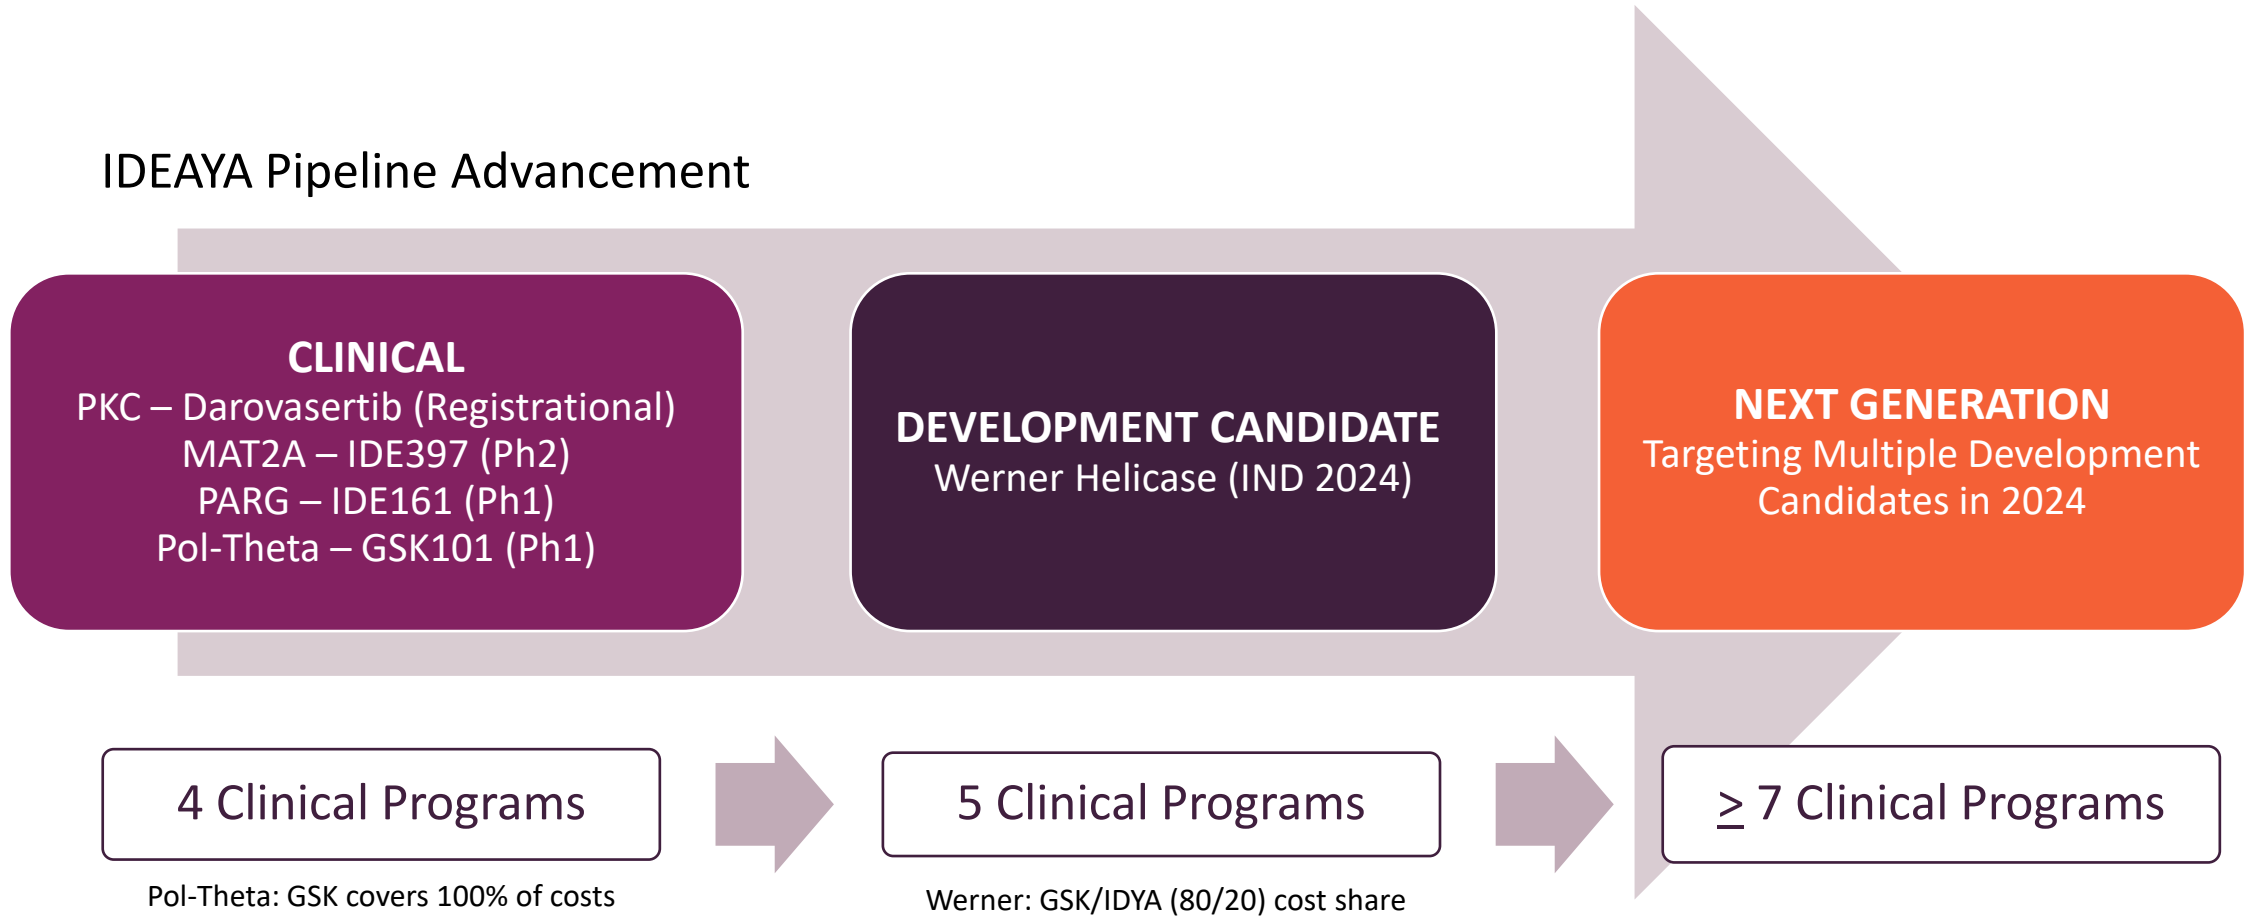 IDEAYA Pipeline Advancement
CLINICAL
PKC – Darovasertib (Registrational)
MAT2A – IDE397 (Ph2)
PARG – IDE161 (Ph1)
Pol-Theta – GSK101 (Ph1)
DEVELOPMENT CANDIDATE
Werner Helicase (IND 2024)
NEXT GENERATION
Targeting Multiple Development
Candidates in 2024
4 Clinical Programs
5 Clinical Programs
≥ 7 Clinical Programs
Pol-Theta: GSK covers 100% of costs
Werner: GSK/IDYA (80/20) cost share